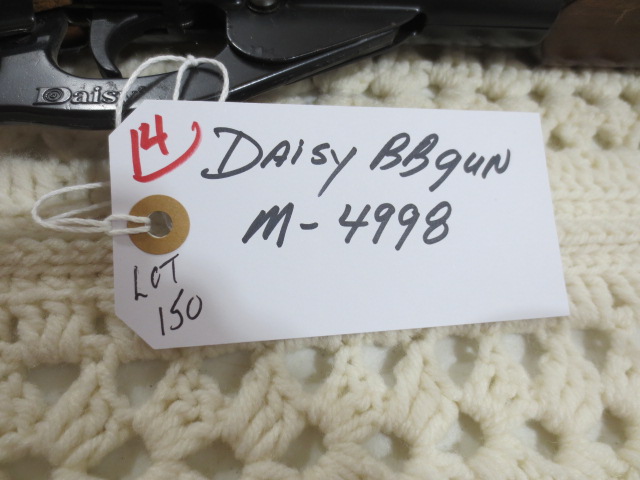 Daisy
14
DAisy BBgUN
M-4998
LOT
150